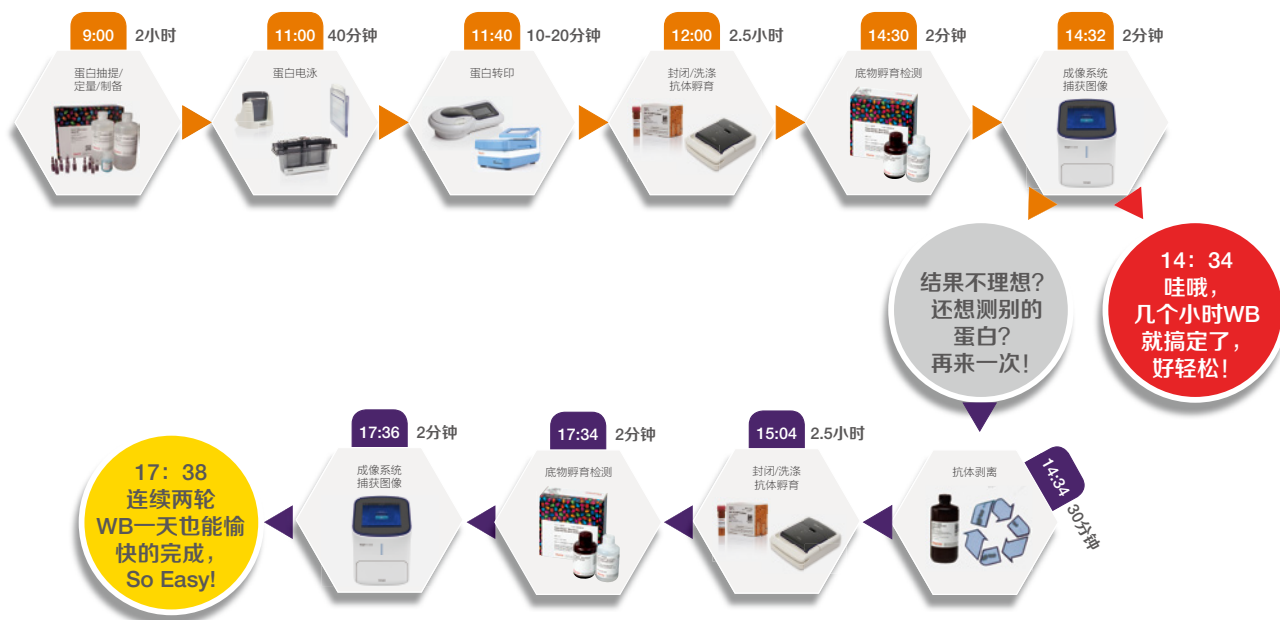 9:00 2小时
蛋白抽提/
定量/制备
11:00 40分钟
蛋白电泳
11:40 10-20分钟
蛋白转印
12:00 2.5小时
封闭/洗涤
抗体孵育
14:30 2分钟
底物孵育检测
14:32 2分钟
成像系统
捕获图像
结果不理想?
还想测别的
蛋白?
再来一次!
14：34
哇哦，
几个小时WB
就搞定了，
好轻松!
14:34 30分钟
抗体剥离
15:04 2.5小时
封闭/洗涤
抗体孵育
17:34 2分钟
底物孵育检测
17:36 2分钟
成像系统
捕获图像
17：38
连续两轮
WB一天也能愉
快的完成，
So Easy!